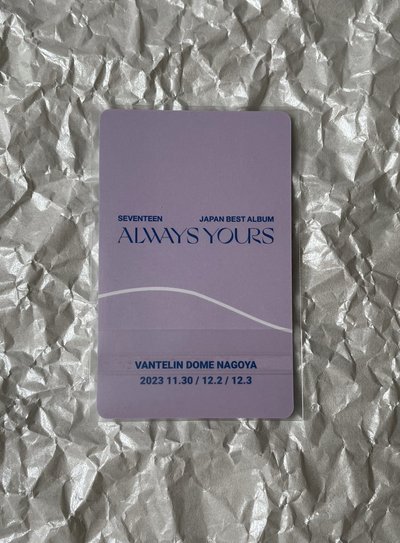 SEVENTEEN JAPAN BEST ALBUM
ALWAYS YOURS
VANTELIN DOME NAGOYA
2023 11.30 / 12.2 / 12.3